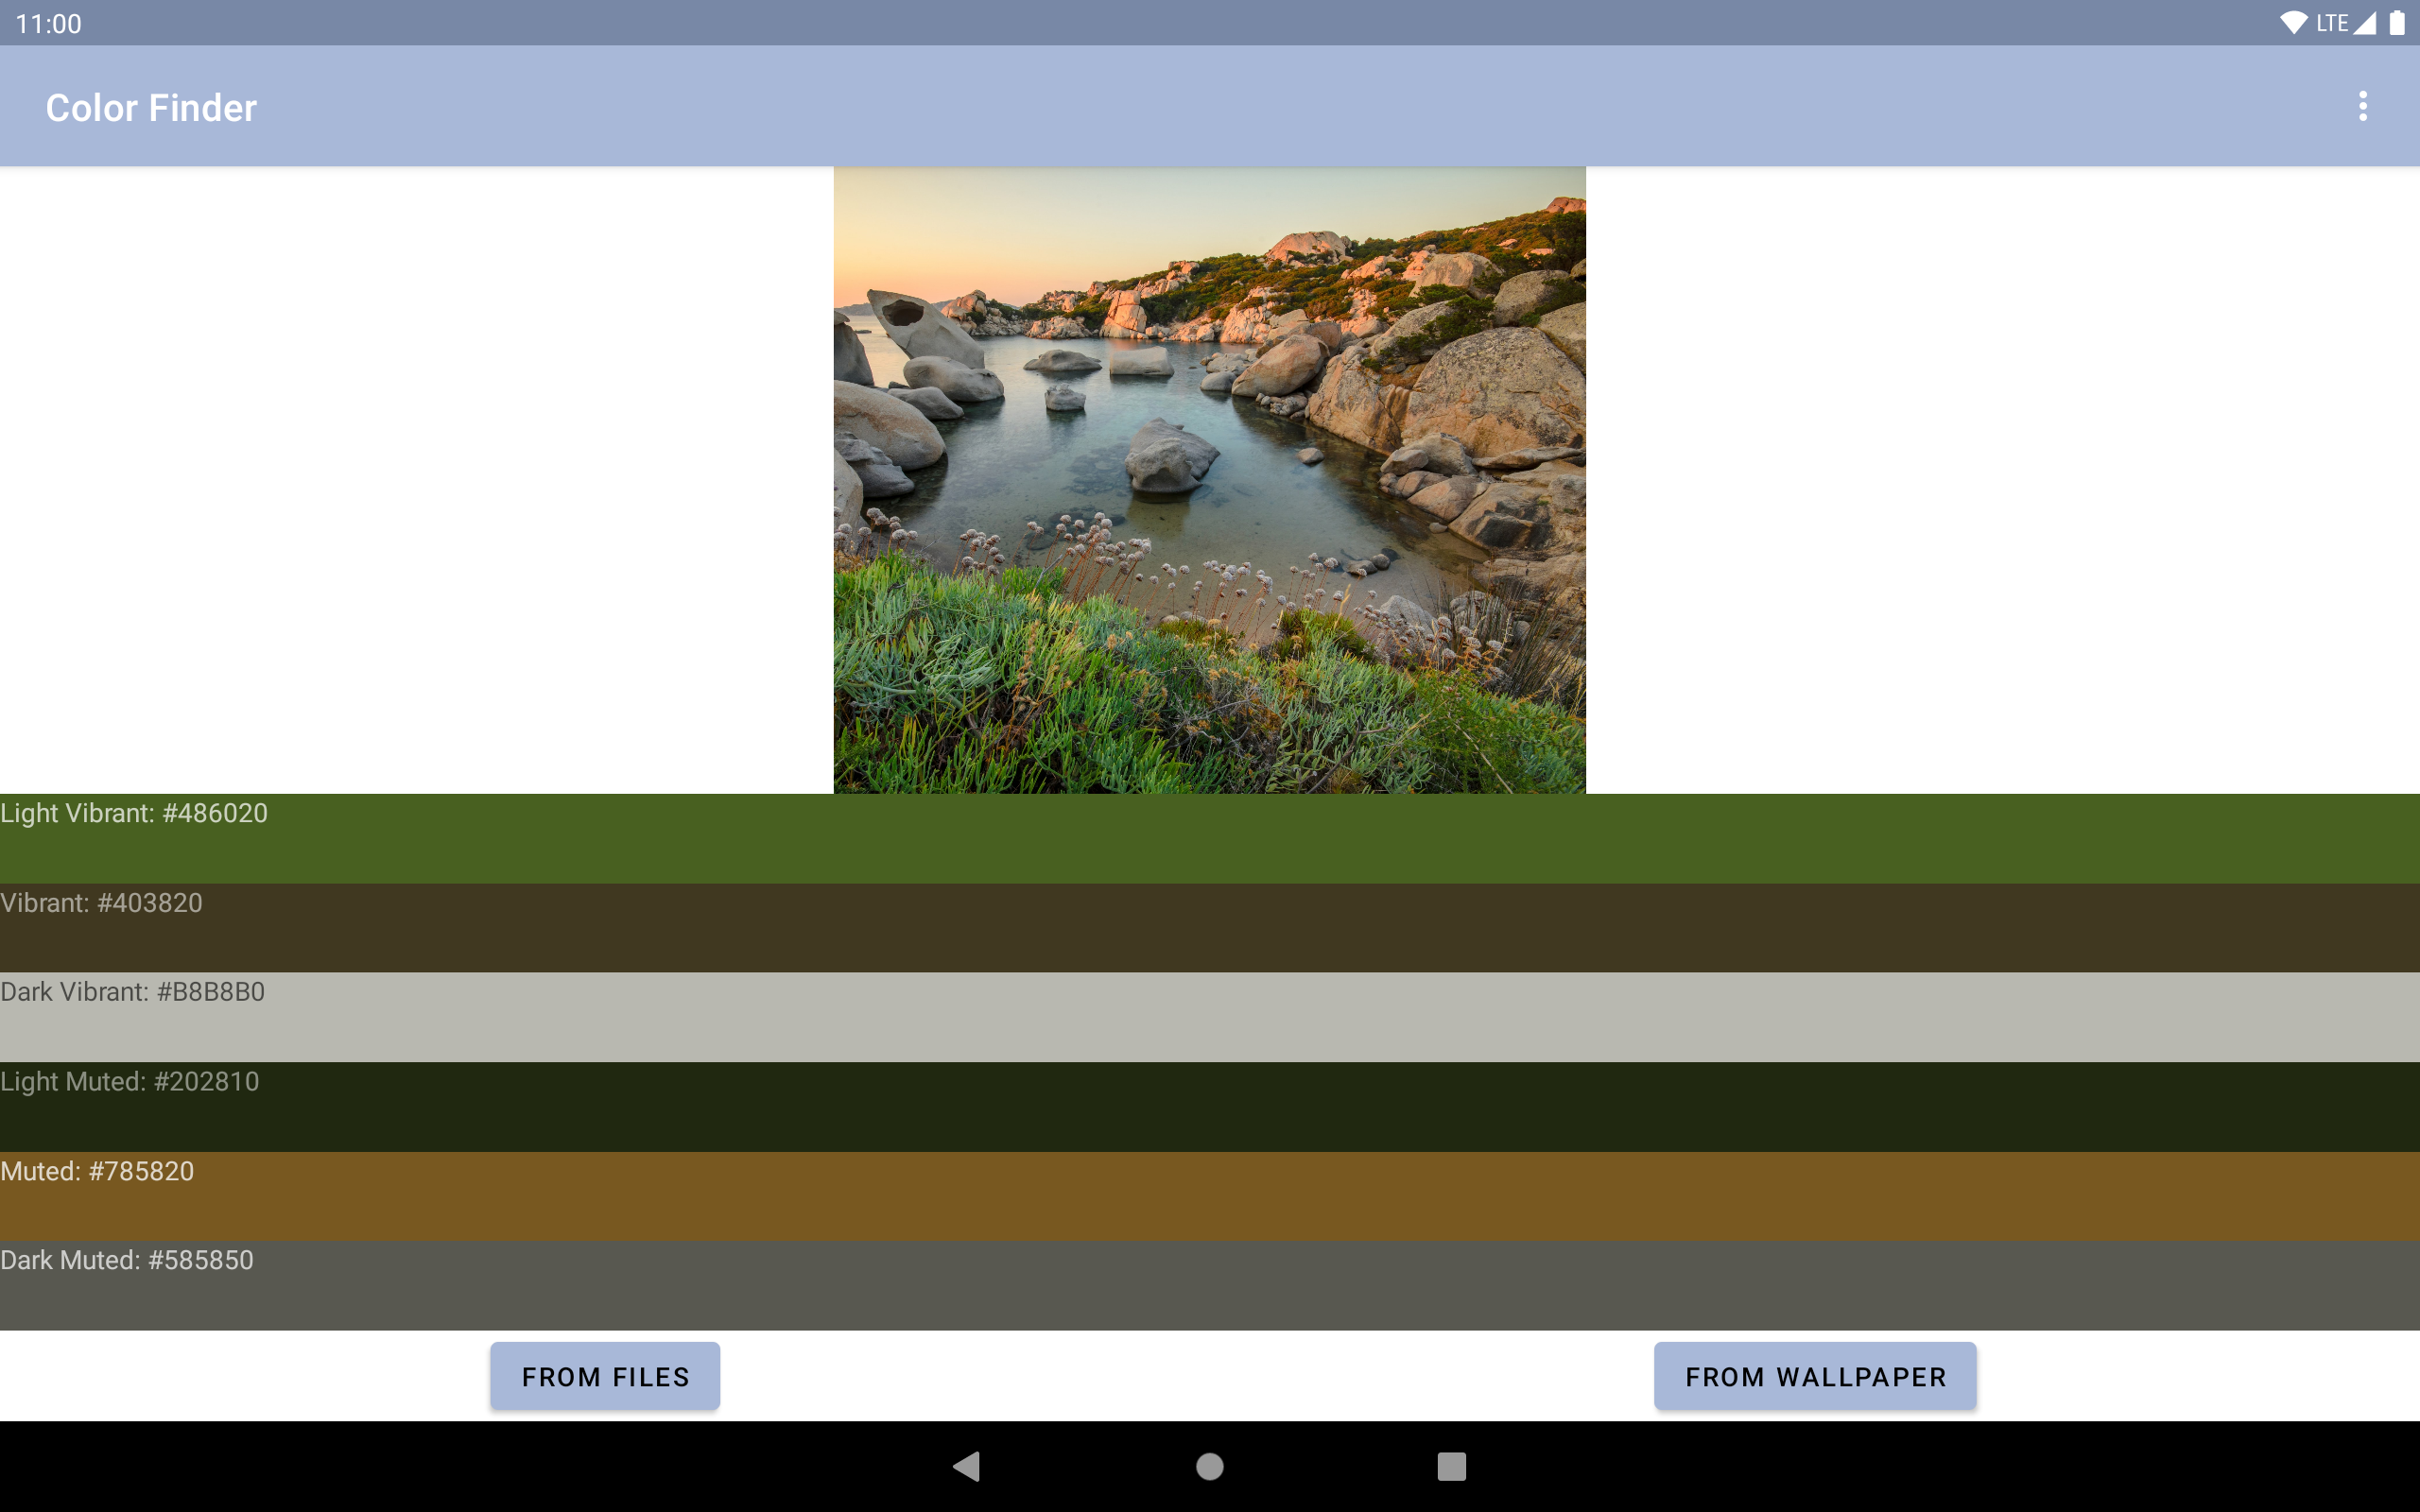 11:00
LTE
Color Finder
Light Vibrant: #486020
Vibrant: #403820
Dark Vibrant: #B8B8B0
Light Muted: #202810
Muted: #785820
Dark Muted: #585850
FROM FILES
FROM WALLPAPER